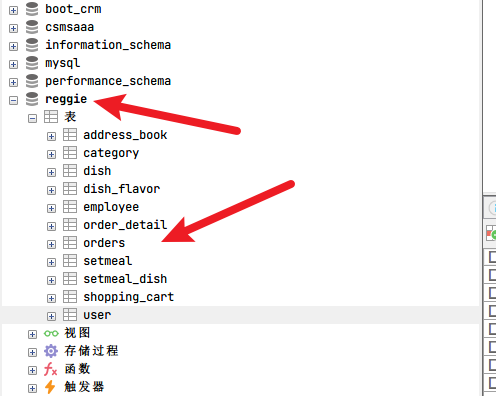 boot_crm
csmsaaa
information_schema
mysql
performance_schema
reggie
表
address_book
category
dish
dish_flavor
employee
order_detail
orders
setmeal
setmeal_dish
shopping_cart
user
视图
存储过程
函数
触发器